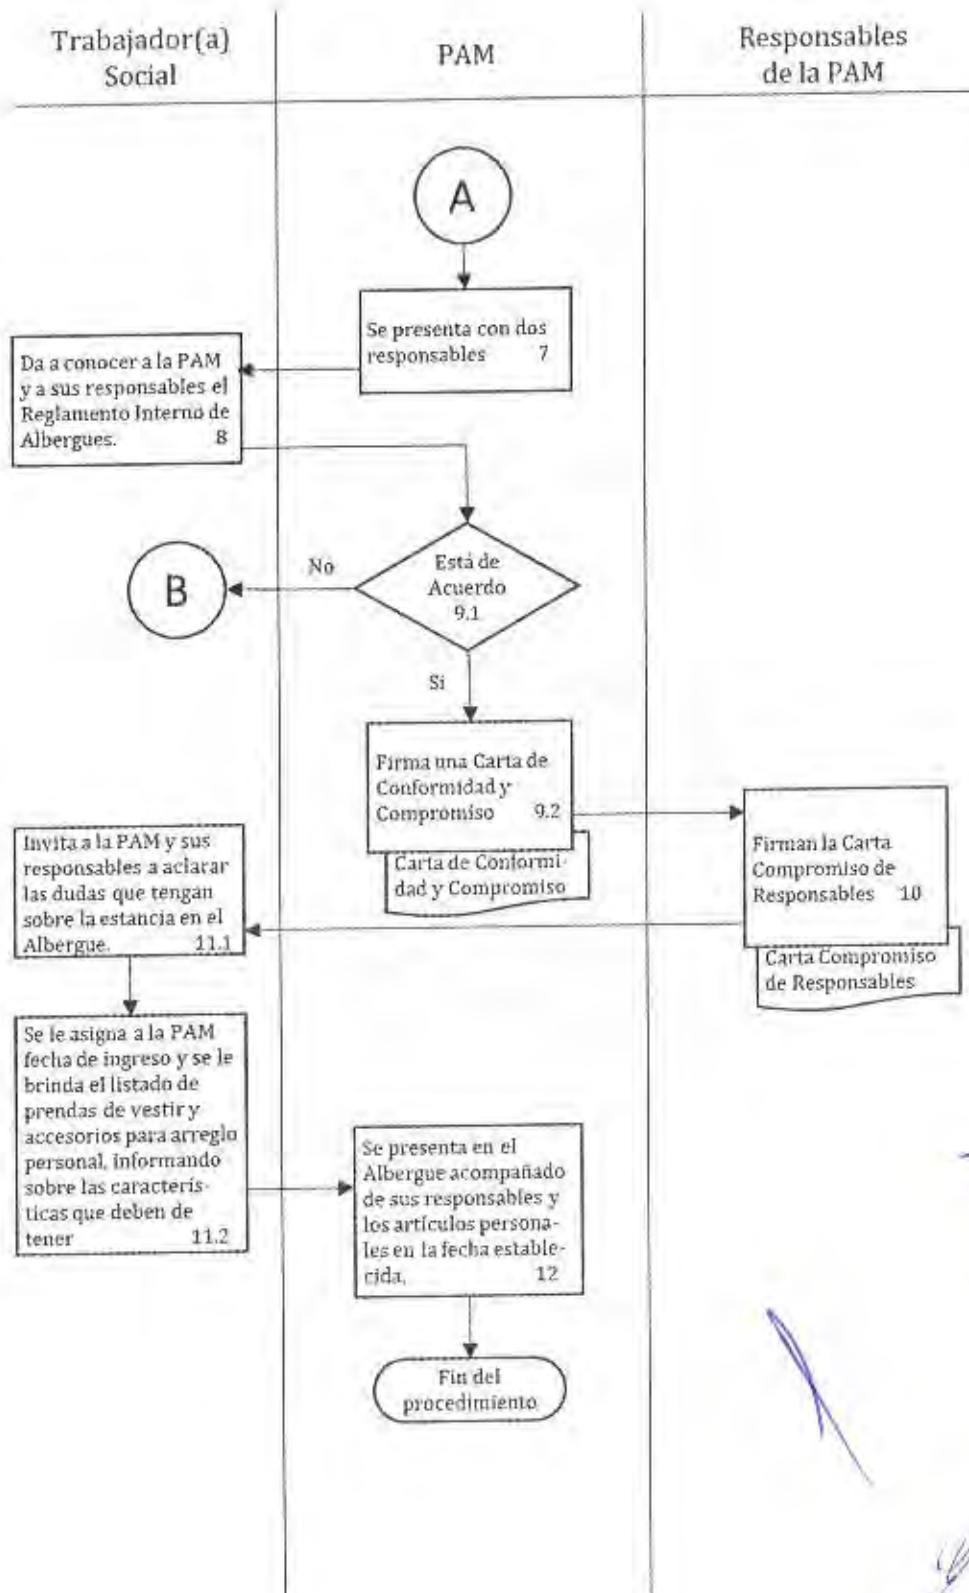 Trabajador(a)
Social
PAM
Responsables
de la PAM
A
Se presenta con dos
responsables 7
Da a conocer a la PAM
y a sus responsables el
Reglamento Interno de
Albergues. 8
Está de
Acuerdo
9.1
No
B
Si
Firma una Carta de
Conformidad y
Compromiso 9.2
Carta de Conformi-
dad y Compromiso
Firman la Carta
Compromiso de
Responsables 10
Carta Compromiso
de Responsables
Invita a la PAM y sus
responsables a aclarar
las dudas que tengan
sobre la estancia en el
Albergue. 11.1
Se le asigna a la PAM
fecha de ingreso y se le
brinda el listado de
prendas de vestir y
accesorios para arreglo
personal, informando
sobre las caracterís-
ticas que deben de
tener 11.2
Se presenta en el
Albergue acompañado
de sus responsables y
los artículos persona-
les en la fecha estable-
cida. 12
Fin del
procedimiento